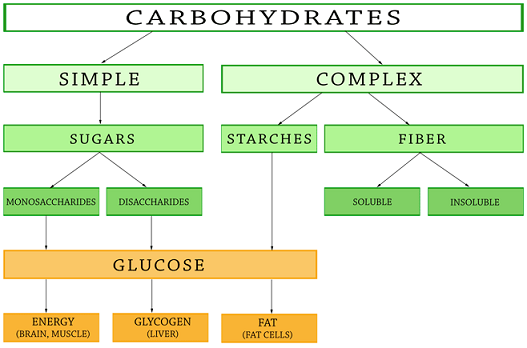 CARBOHYDRATES
SIMPLE
COMPLEX
SUGARS
STARCHES
FIBER
MONOSACCHARIDES
DISACCHARIDES
SOLUBLE
INSOLUBLE
GLUCOSE
ENERGY
(BRAIN, MUSCLE)
GLYCOGEN
(LIVER)
FAT
(FAT CELLS)